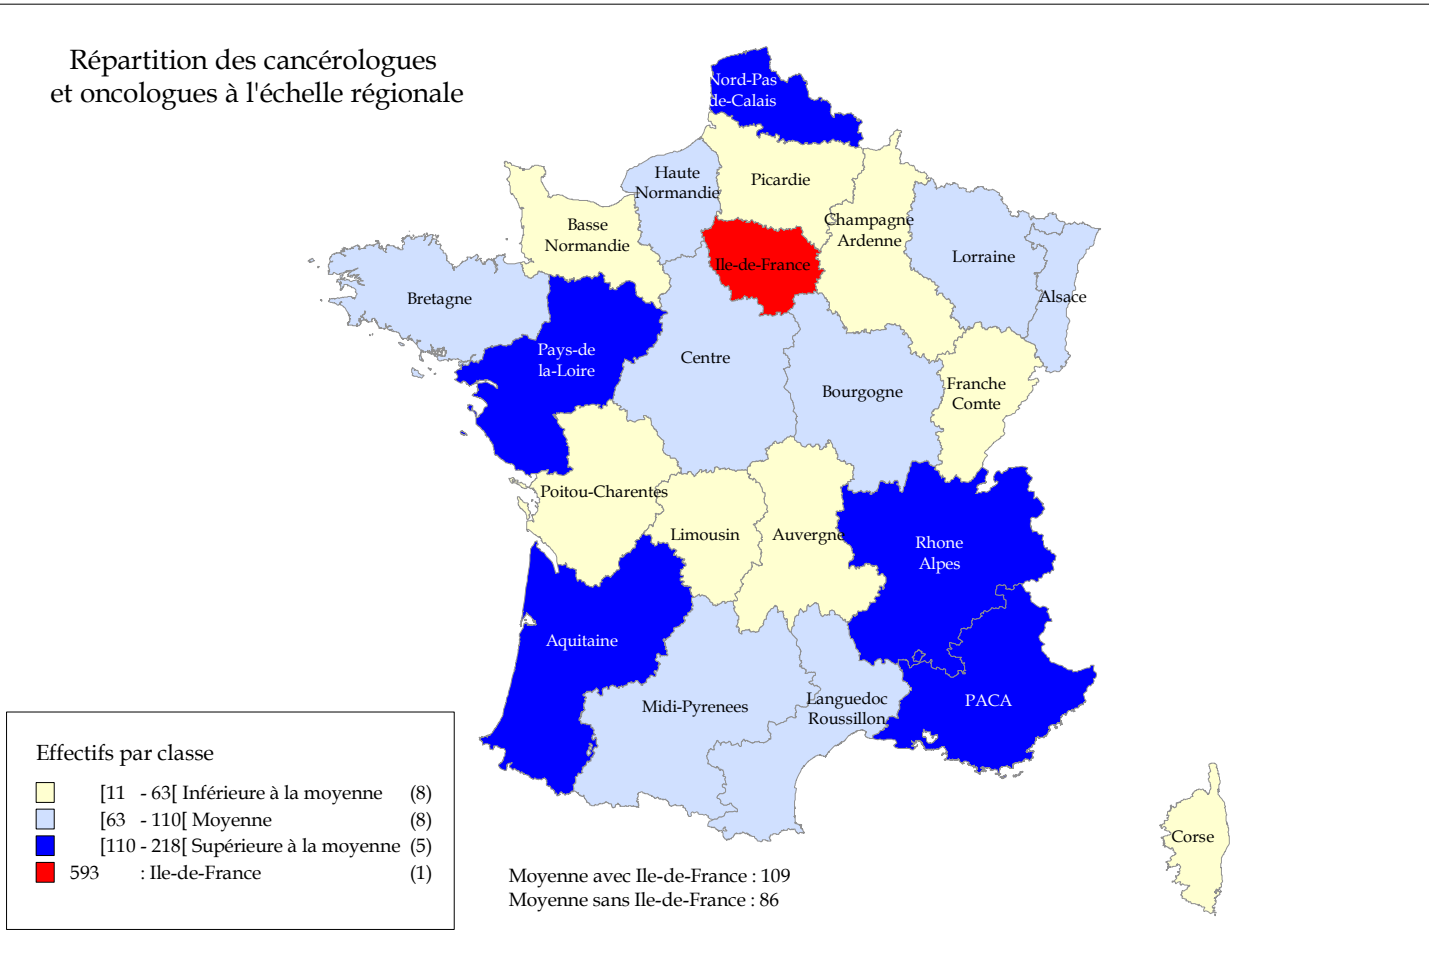 Répartition des cancérologues
et oncologues à l'échelle régionale
Nord-Pas
de-Calais
Haute
Normandie
Picardie
Basse
Normandie
Champagne
Ardenne
Ile-de-France
Lorraine
Alsace
Bretagne
Pays-de
la-Loire
Centre
Bourgogne
Franche
Comte
Poitou-Charentes
Limousin
Auvergne
Rhone
Alpes
Aquitaine
Midi-Pyrenees
Languedoc
Roussillon
PACA
Corse
Effectifs par classe
[11 - 63[ Inférieure à la moyenne (8)
[63 - 110[ Moyenne (8)
[110 - 218[ Supérieure à la moyenne (5)
593 : Ile-de-France (1)
Moyenne avec Ile-de-France : 109
Moyenne sans Ile-de-France : 86